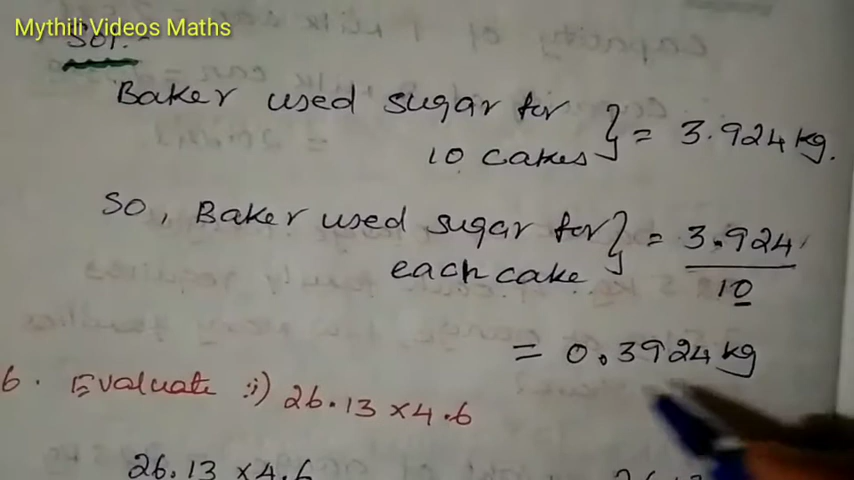 Mythili Videos Maths
Sol:-
Baker used sugar for
10 cakes } = 3.924 kg.
So, Baker used sugar for
each cake } = 3.924 / 10
= 0.3924 kg
6. Evaluate :i) 26.13 × 4.6
26.13 × 4.6